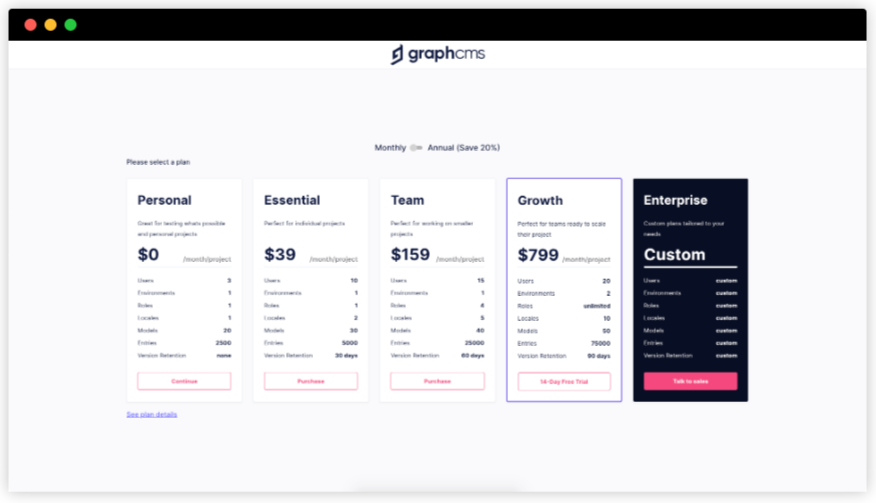 graphcms
Monthly Annual (Save 20%)
Please select a plan
Personal
Great for testing whats possible
and personal projects
$0 /month/project
Users 3
Environments 1
Roles 1
Locales 1
Models 20
Entries 2500
Version Retention none
Continue
See plan details
Essential
Perfect for individual projects
$39 /month/project
Users 10
Environments 1
Roles 1
Locales 2
Models 30
Entries 5000
Version Retention 30 days
Purchase
Team
Perfect for working on smaller
projects
$159 /month/project
Users 15
Environments 1
Roles 4
Locales 5
Models 40
Entries 25000
Version Retention 60 days
Purchase
Growth
Perfect for teams ready to scale
their project
$799 /month/project
Users 20
Environments 2
Roles unlimited
Locales 10
Models 50
Entries 75000
Version Retention 90 days
14-Day Free Trial
Enterprise
Custom plans tailored to your
needs
Custom
Users custom
Environments custom
Roles custom
Locales custom
Models custom
Entries custom
Version Retention custom
Talk to sales